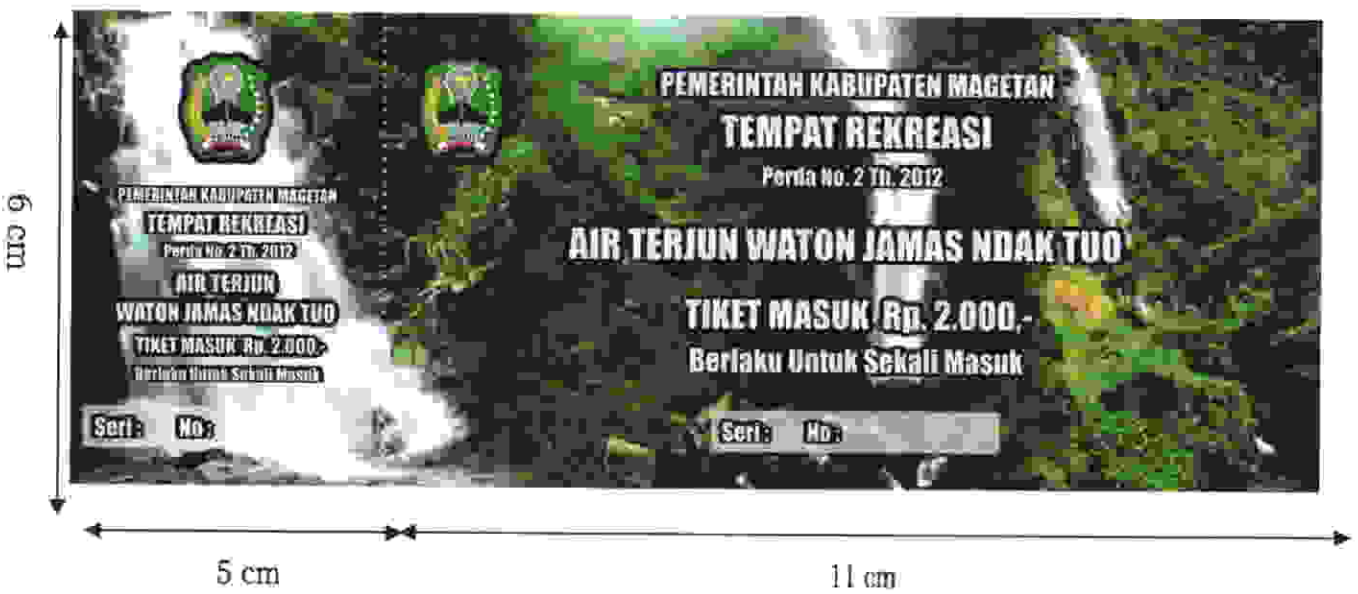 6 cm
PEMERINTAH KABUPATEN MAGETAN
TEMPAT REKREASI
Perda No. 2 Th. 2012
AIR TERJUN
WATON JAMAS NDAK TUO
TIKET MASUK Rp. 2.000,-
Berlaku Untuk Sekali Masuk
Seri : No :
PEMERINTAH KABUPATEN MAGETAN
TEMPAT REKREASI
Perda No. 2 Th. 2012
AIR TERJUN WATON JAMAS NDAK TUO
TIKET MASUK Rp. 2.000,-
Berlaku Untuk Sekali Masuk
Seri : No :
5 cm
11 cm